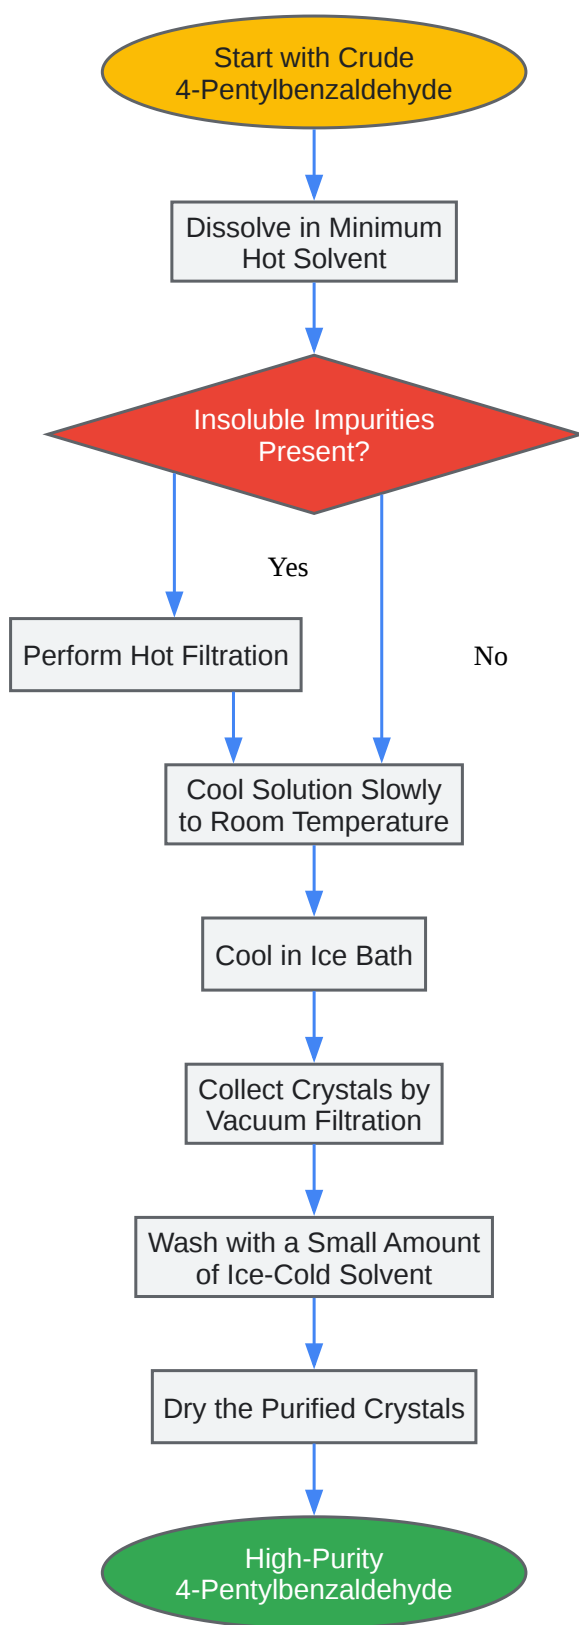 Start with Crude
4-Pentylbenzaldehyde
Dissolve in Minimum
Hot Solvent
Insoluble Impurities
Present?
Yes
Perform Hot Filtration
No
Cool Solution Slowly
to Room Temperature
Cool in Ice Bath
Collect Crystals by
Vacuum Filtration
Wash with a Small Amount
of Ice-Cold Solvent
Dry the Purified Crystals
High-Purity
4-Pentylbenzaldehyde